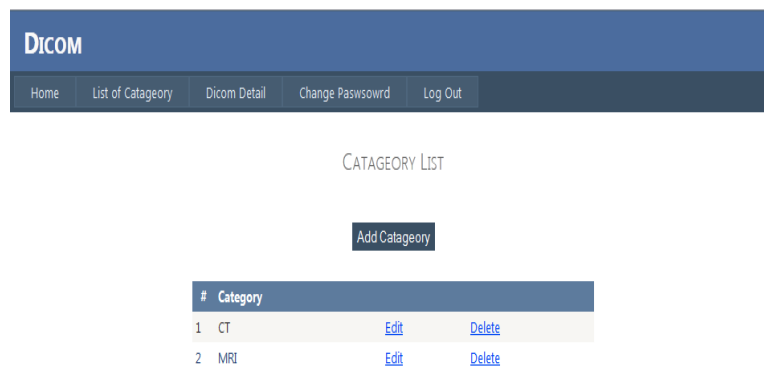 DICOM
Home List of Catageory Dicom Detail Change Paswsowrd Log Out
CATAGEORY LIST
Add Catageory
# Category
1 CT Edit Delete
2 MRI Edit Delete